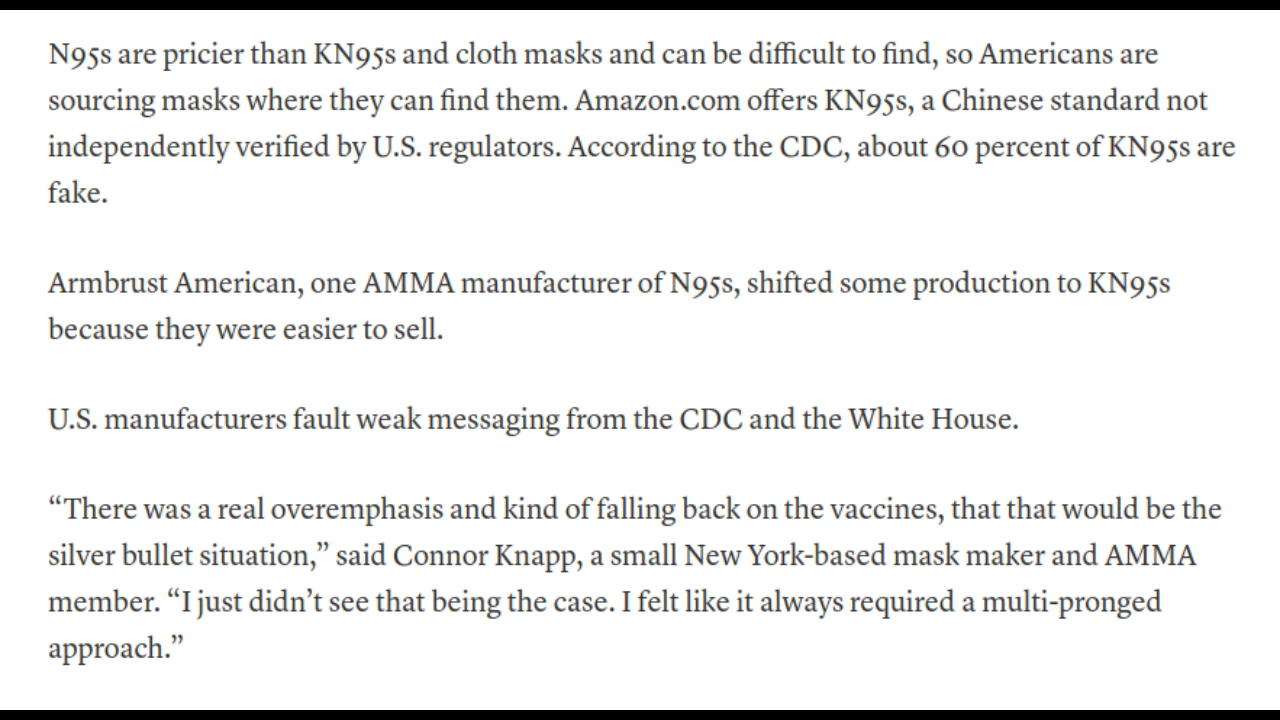 N95s are pricier than KN95s and cloth masks and can be difficult to find, so Americans are
sourcing masks where they can find them. Amazon.com offers KN95s, a Chinese standard not
independently verified by U.S. regulators. According to the CDC, about 60 percent of KN95s are
fake.
Armbrust American, one AMMA manufacturer of N95s, shifted some production to KN95s
because they were easier to sell.
U.S. manufacturers fault weak messaging from the CDC and the White House.
“There was a real overemphasis and kind of falling back on the vaccines, that that would be the
silver bullet situation,” said Connor Knapp, a small New York-based mask maker and AMMA
member. “I just didn’t see that being the case. I felt like it always required a multi-pronged
approach.”